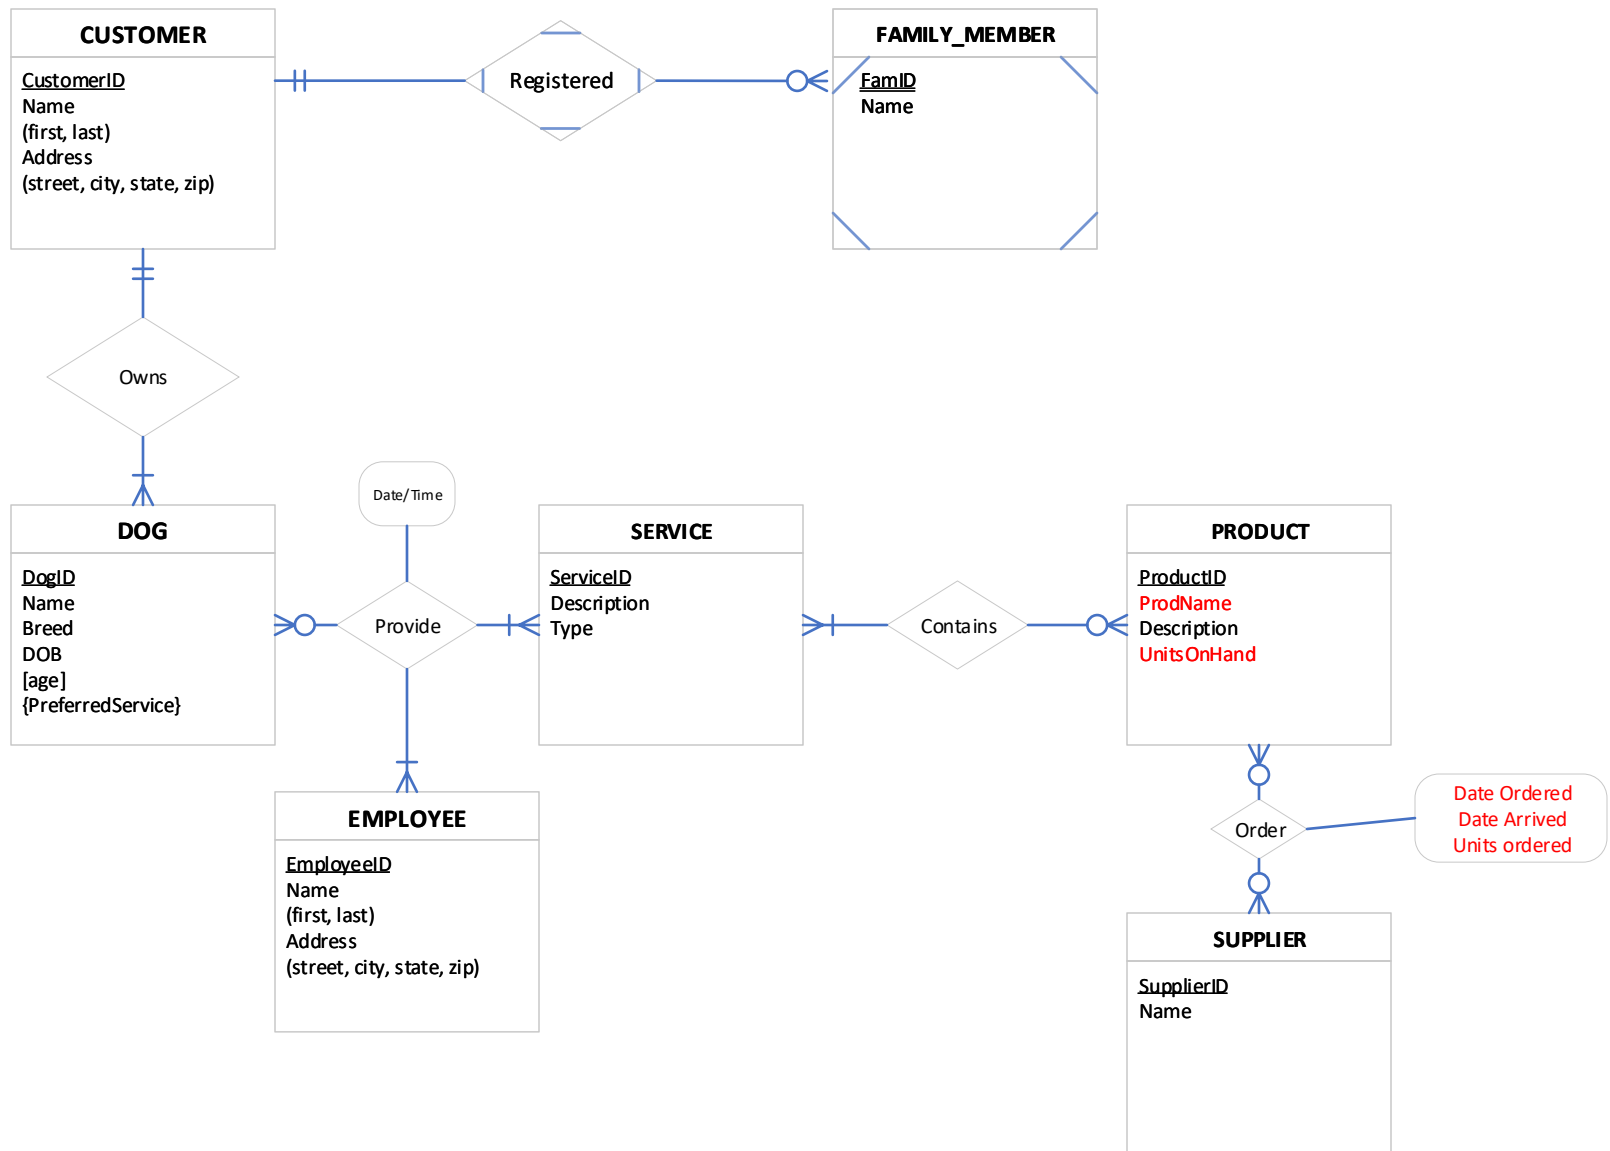 CUSTOMER
CustomerID
Name
(first, last)
Address
(street, city, state, zip)
Registered
FAMILY_MEMBER
FamID
Name
Owns
DOG
DogID
Name
Breed
DOB
[age]
{PreferredService}
Date/Time
Provide
SERVICE
ServiceID
Description
Type
Contains
PRODUCT
ProductID
ProdName
Description
UnitsOnHand
EMPLOYEE
EmployeeID
Name
(first, last)
Address
(street, city, state, zip)
Order
Date Ordered
Date Arrived
Units ordered
SUPPLIER
SupplierID
Name